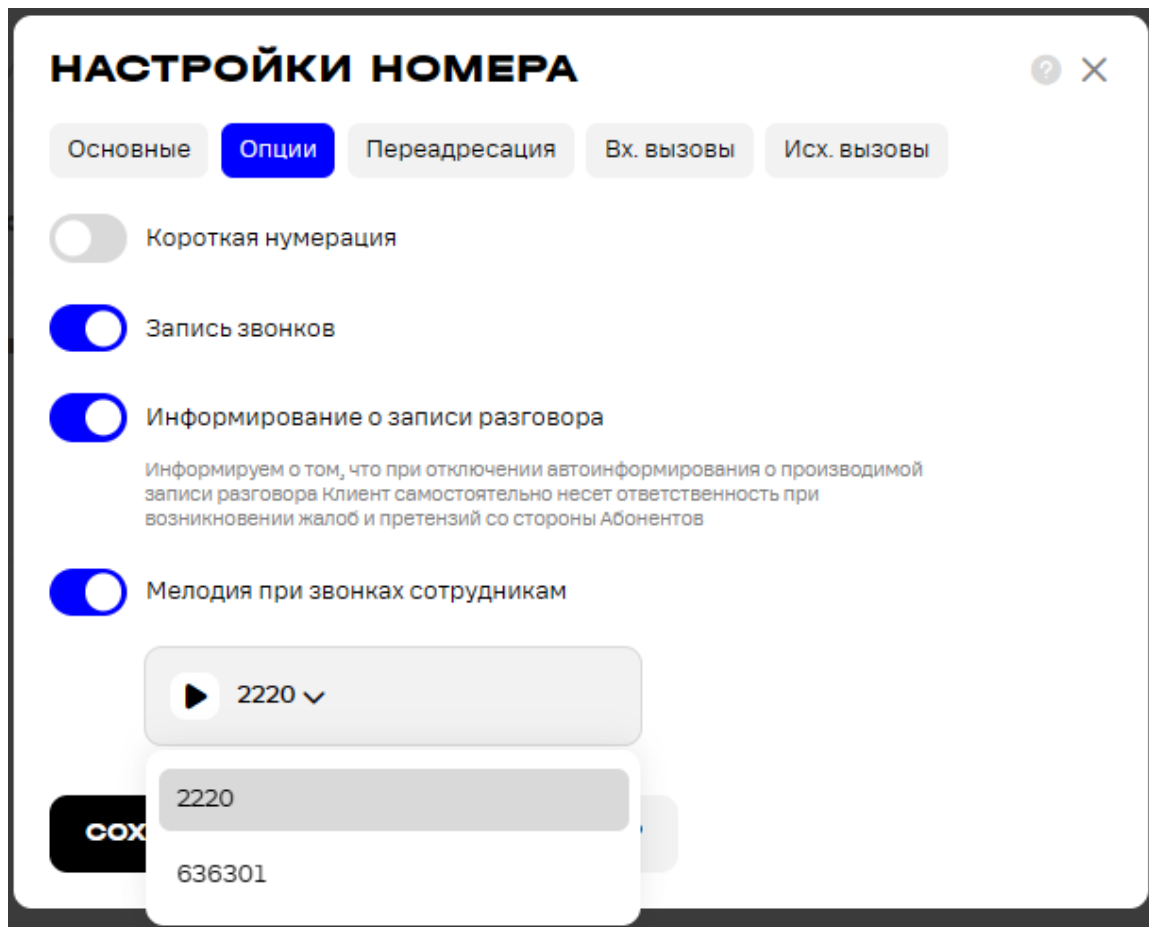 НАСТРОЙКИ НОМЕРА
?
Основные Опции Переадресация Вх. вызовы Исх. вызовы
Короткая нумерация
Запись звонков
Информирование о записи разговора
Информируем о том, что при отключении автоинформирования о производимой
записи разговора Клиент самостоятельно несет ответственность при
возникновении жалоб и претензий со стороны Абонентов
Мелодия при звонках сотрудникам
2220
2220
СОХ
636301